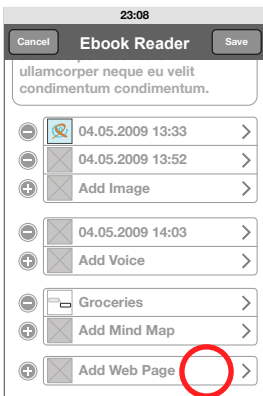 23:08
Cancel Ebook Reader Save
ullamcorper neque eu velit
condimentum condimentum.
04.05.2009 13:33
04.05.2009 13:52
Add Image
04.05.2009 14:03
Add Voice
Groceries
Add Mind Map
Add Web Page